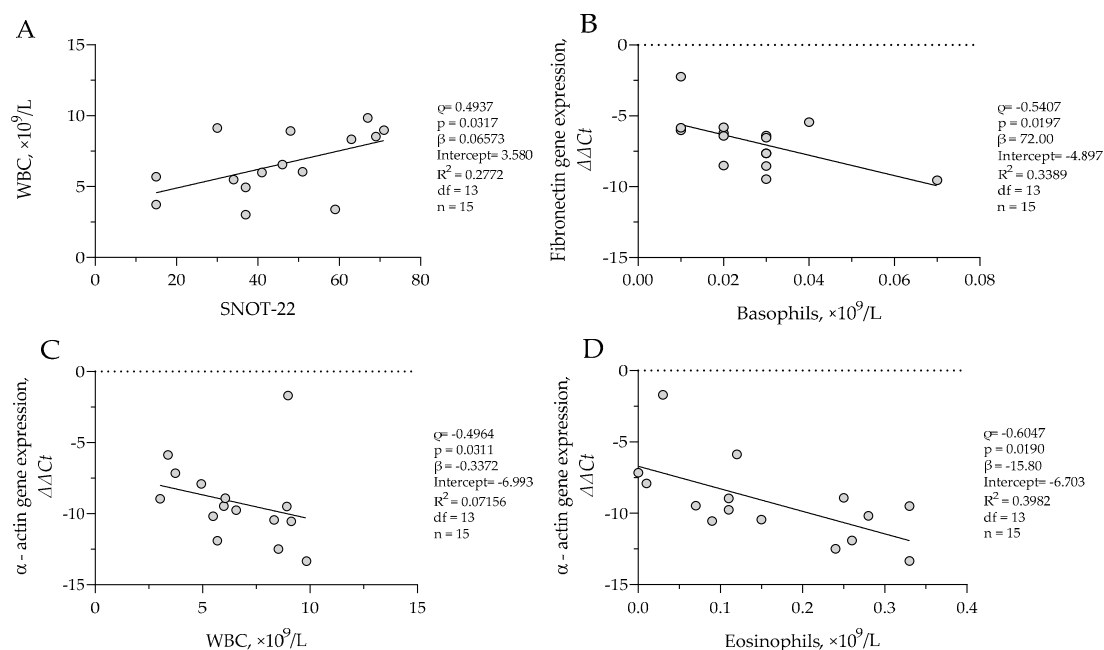 A
WBC, ×10⁹/L
15
10
5
0
0 20 40 60 80
SNOT-22
ϱ= 0.4937
p = 0.0317
β = 0.06573
Intercept= 3.580
R² = 0.2772
df = 13
n = 15
B
Fibronectin gene expression,
ΔΔCt
0
-5
-10
-15
0.00 0.02 0.04 0.06 0.08
Basophils, ×10⁹/L
ϱ= -0.5407
p = 0.0197
β = 72.00
Intercept= -4.897
R² = 0.3389
df = 13
n = 15
C
α - actin gene expression,
ΔΔCt
0
-5
-10
-15
0 5 10 15
WBC, ×10⁹/L
ϱ= -0.4964
p = 0.0311
β = -0.3372
Intercept= -6.993
R² = 0.07156
df = 13
n = 15
D
α - actin gene expression,
ΔΔCt
0
-5
-10
-15
0.0 0.1 0.2 0.3 0.4
Eosinophils, ×10⁹/L
ϱ= -0.6047
p = 0.0190
β = -15.80
Intercept= -6.703
R² = 0.3982
df = 13
n = 15